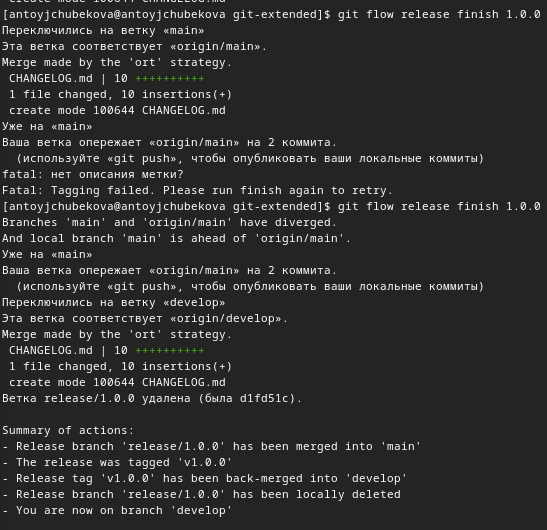 [antoyjchubekova@antoyjchubekova git-extended]$ git flow release finish 1.0.0
Переключились на ветку «main»
Эта ветка соответствует «origin/main».
Merge made by the 'ort' strategy.
 CHANGELOG.md | 10 ++++++++++
 1 file changed, 10 insertions(+)
 create mode 100644 CHANGELOG.md
Уже на «main»
Ваша ветка опережает «origin/main» на 2 коммита.
  (используйте «git push», чтобы опубликовать ваши локальные коммиты)
fatal: нет описания метки?
Fatal: Tagging failed. Please run finish again to retry.
[antoyjchubekova@antoyjchubekova git-extended]$ git flow release finish 1.0.0
Branches 'main' and 'origin/main' have diverged.
And local branch 'main' is ahead of 'origin/main'.
Уже на «main»
Ваша ветка опережает «origin/main» на 2 коммита.
  (используйте «git push», чтобы опубликовать ваши локальные коммиты)
Переключились на ветку «develop»
Эта ветка соответствует «origin/develop».
Merge made by the 'ort' strategy.
 CHANGELOG.md | 10 ++++++++++
 1 file changed, 10 insertions(+)
 create mode 100644 CHANGELOG.md
Ветка release/1.0.0 удалена (была d1fd51c).

Summary of actions:
- Release branch 'release/1.0.0' has been merged into 'main'
- The release was tagged 'v1.0.0'
- Release tag 'v1.0.0' has been back-merged into 'develop'
- Release branch 'release/1.0.0' has been locally deleted
- You are now on branch 'develop'